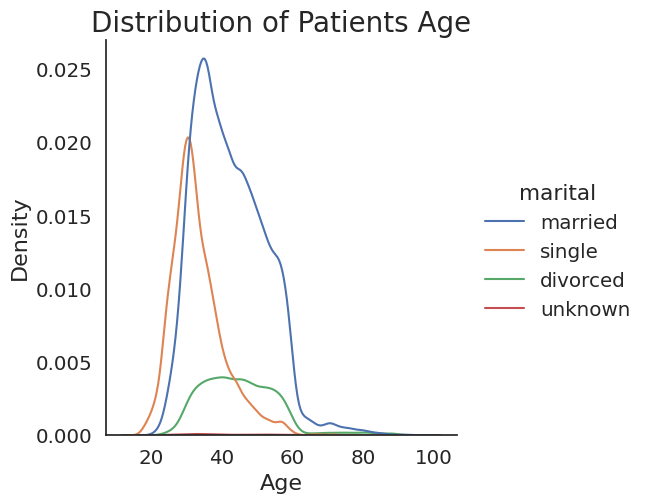 Distribution of Patients Age
0.025
0.020
0.015
0.010
0.005
0.000
Density
20 40 60 80 100
Age
marital
married
single
divorced
unknown